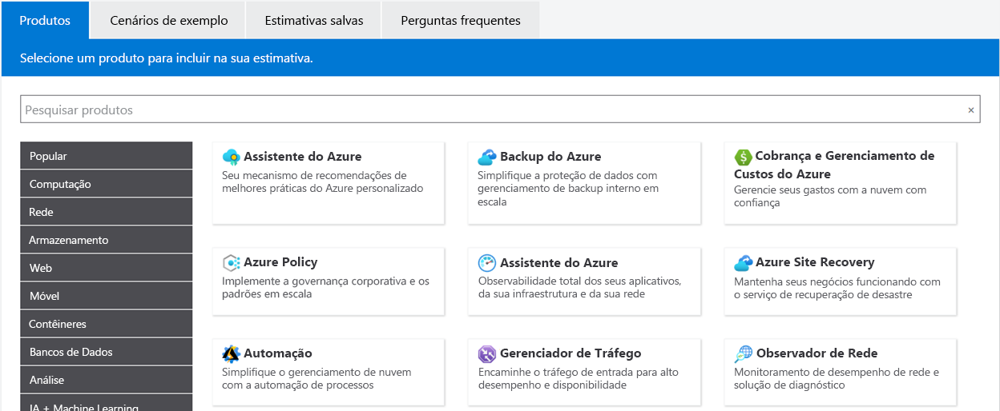 Produtos
Cenários de exemplo
Estimativas salvas
Perguntas frequentes
Selecione um produto para incluir na sua estimativa.
Pesquisar produtos
×
Popular
Computação
Rede
Armazenamento
Web
Móvel
Contêineres
Bancos de Dados
Análise
IA + Machine Learning
Assistente do Azure
Seu mecanismo de recomendações de
melhores práticas do Azure personalizado
Backup do Azure
Simplifique a proteção de dados com
gerenciamento de backup interno em
escala
Cobrança e Gerenciamento de
Custos do Azure
Gerencie seus gastos com a nuvem com
confiança
Azure Policy
Implemente a governança corporativa e os
padrões em escala
Assistente do Azure
Observabilidade total dos seus aplicativos,
da sua infraestrutura e da sua rede
Azure Site Recovery
Mantenha seus negócios funcionando com
o serviço de recuperação de desastre
Automação
Simplifique o gerenciamento de nuvem
com a automação de processos
Gerenciador de Tráfego
Encaminhe o tráfego de entrada para alto
desempenho e disponibilidade
Observador de Rede
Monitoramento de desempenho de rede e
solução de diagnóstico